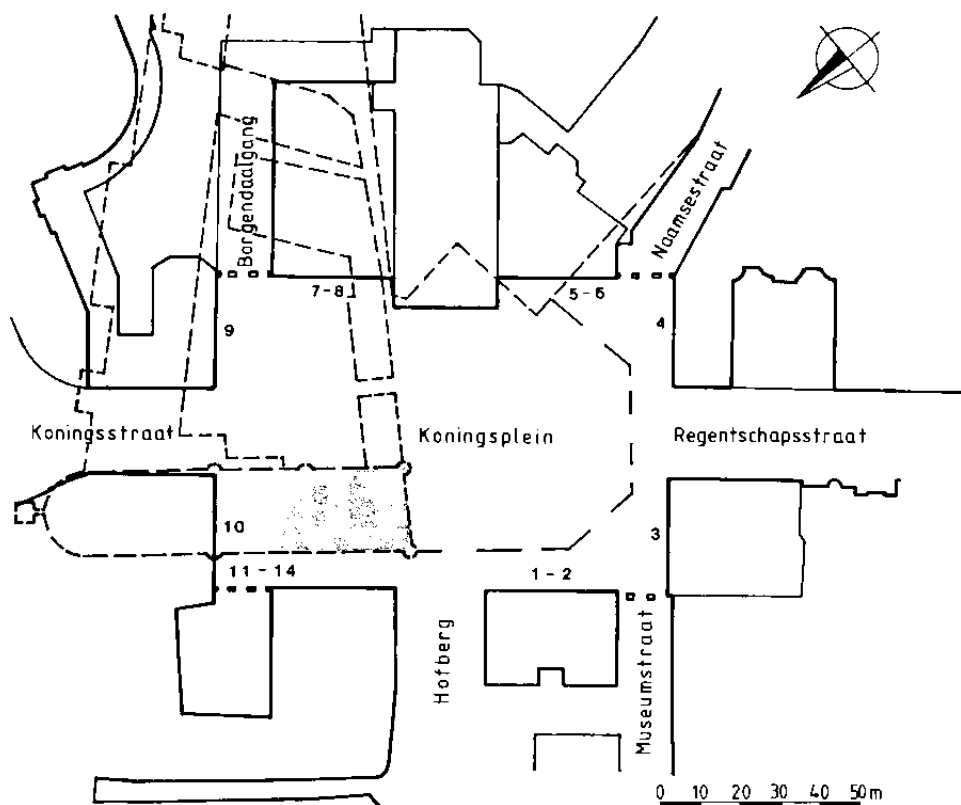 Borgendaalgang
Naamsestraat
7-8
5-6
9
4
Koningsstraat
Koningsplein
Regentschapsstraat
10
3
11-14
1-2
Hofberg
Museumstraat
0 10 20 30 40 50m